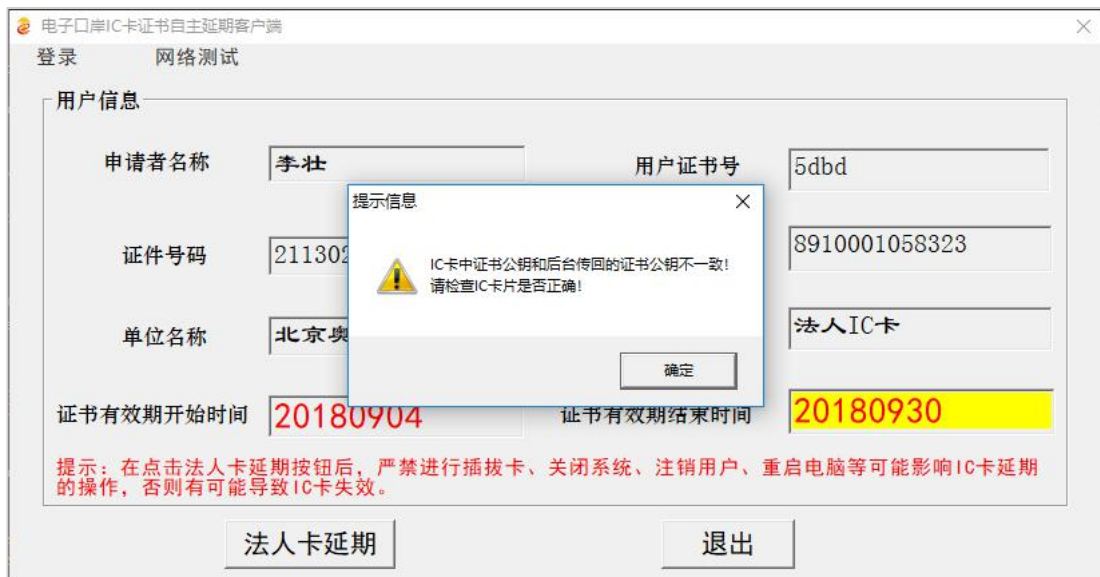 电子口岸IC卡证书自主延期客户端
登录 网络测试
用户信息
申请者名称 李壮 用户证书号 5dbd
提示信息
IC卡中证书公钥和后台传回的证书公钥不一致!
请检查IC卡片是否正确!
确定
证件号码 211302 8910001058323
单位名称 北京奥 法人IC卡
证书有效期开始时间 20180904 证书有效期结束时间 20180930
提示：在点击法人卡延期按钮后，严禁进行插拔卡、关闭系统、注销用户、重启电脑等可能影响IC卡延期
的操作，否则有可能导致IC卡失效。
法人卡延期 退出